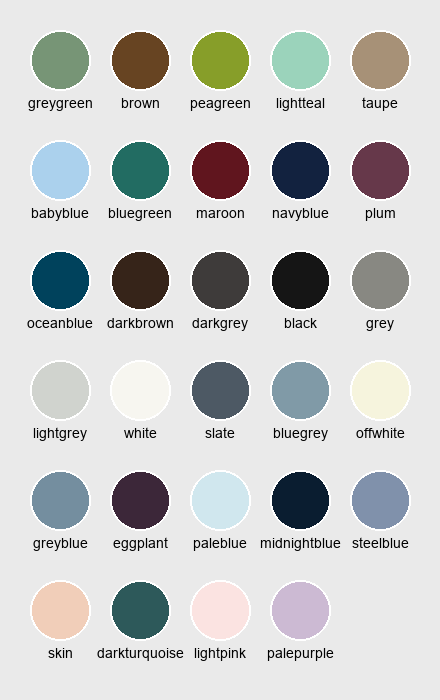 greygreen brown peagreen lightteal taupe
babyblue bluegreen maroon navyblue plum
oceanblue darkbrown darkgrey black grey
lightgrey white slate bluegrey offwhite
greyblue eggplant paleblue midnightblue steelblue
skin darkturquoise lightpink palepurple